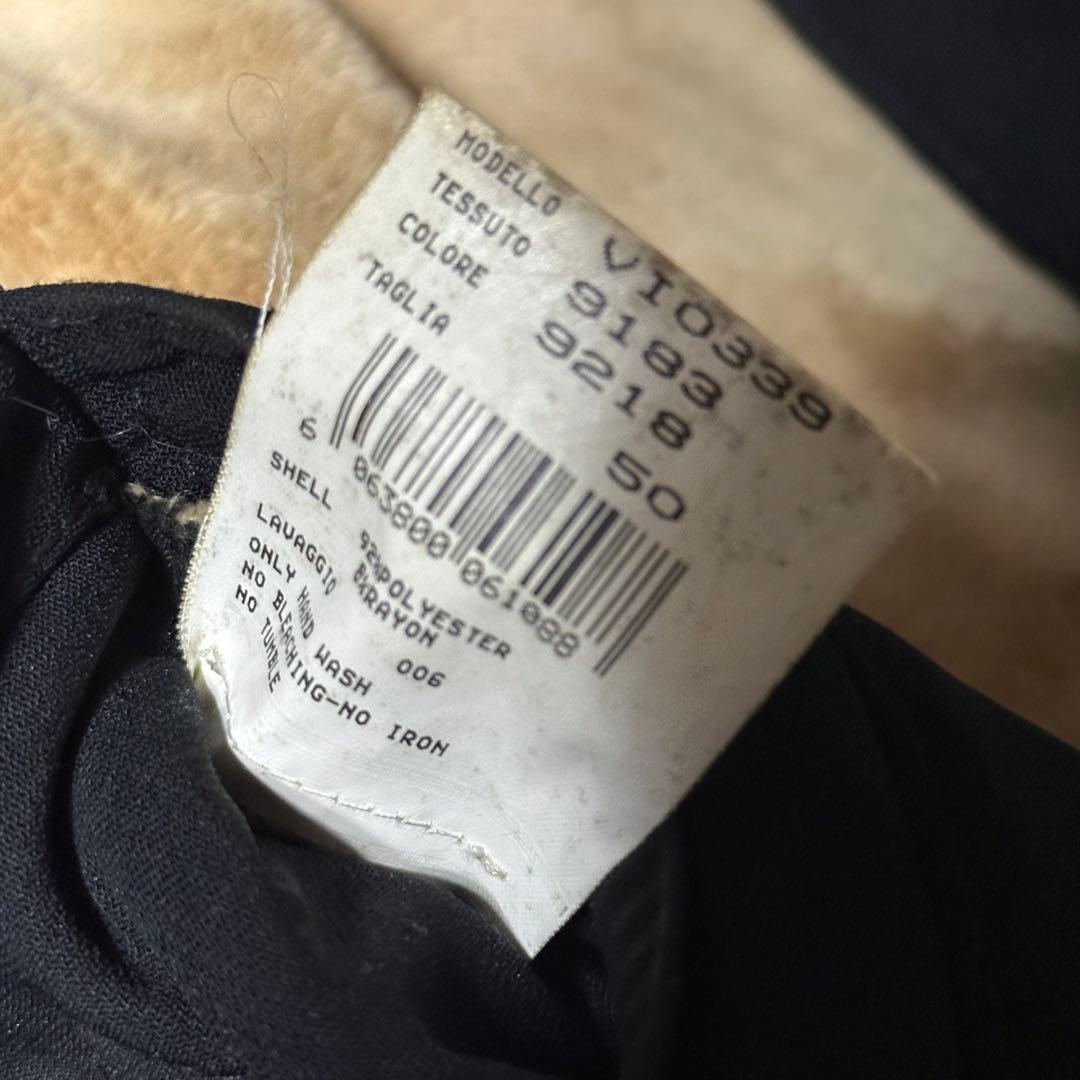 MODELLO VI0339
TESSUTO 9183
COLORE 9218
TAGLIA 50
6 063800 061088
SHELL 92%POLYESTER
8%RAYON
LAVAGGIO 006
ONLY HAND WASH
NO BLEACHING-NO IRON
NO TUMBLE